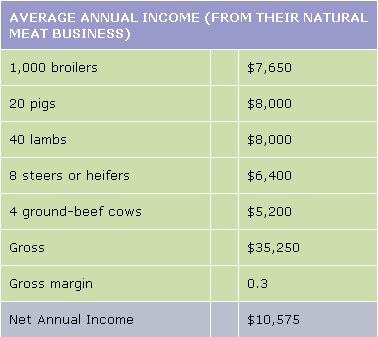 AVERAGE ANNUAL INCOME (FROM THEIR NATURAL
MEAT BUSINESS)
1,000 broilers $7,650
20 pigs $8,000
40 lambs $8,000
8 steers or heifers $6,400
4 ground-beef cows $5,200
Gross $35,250
Gross margin 0.3
Net Annual Income $10,575